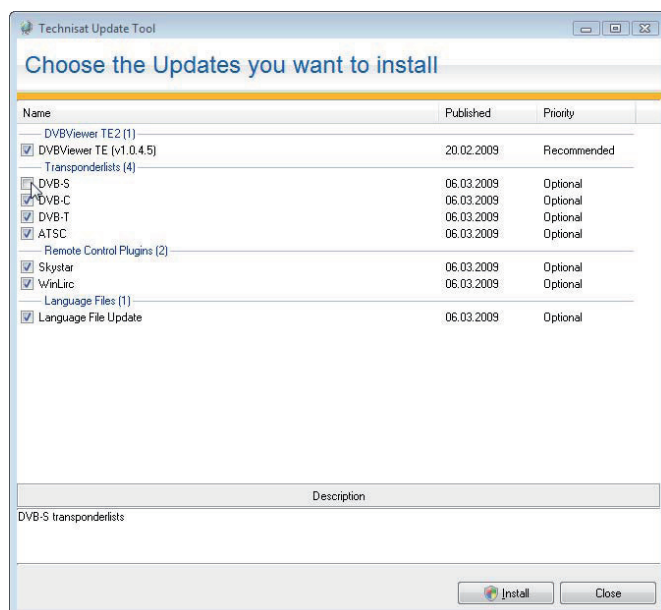 Technisat Update Tool
Choose the Updates you want to install
Name Published Priority
DVBViewer TE2 (1)
DVBViewer TE (v1.0.4.5) 20.02.2009 Recommended
Transponderlists (4)
DVB-S 06.03.2009 Optional
DVB-C 06.03.2009 Optional
DVB-T 06.03.2009 Optional
ATSC 06.03.2009 Optional
Remote Control Plugins (2)
Skystar 06.03.2009 Optional
WinLirc 06.03.2009 Optional
Language Files (1)
Language File Update 06.03.2009 Optional
Description
DVB-S transponderlists
Install Close